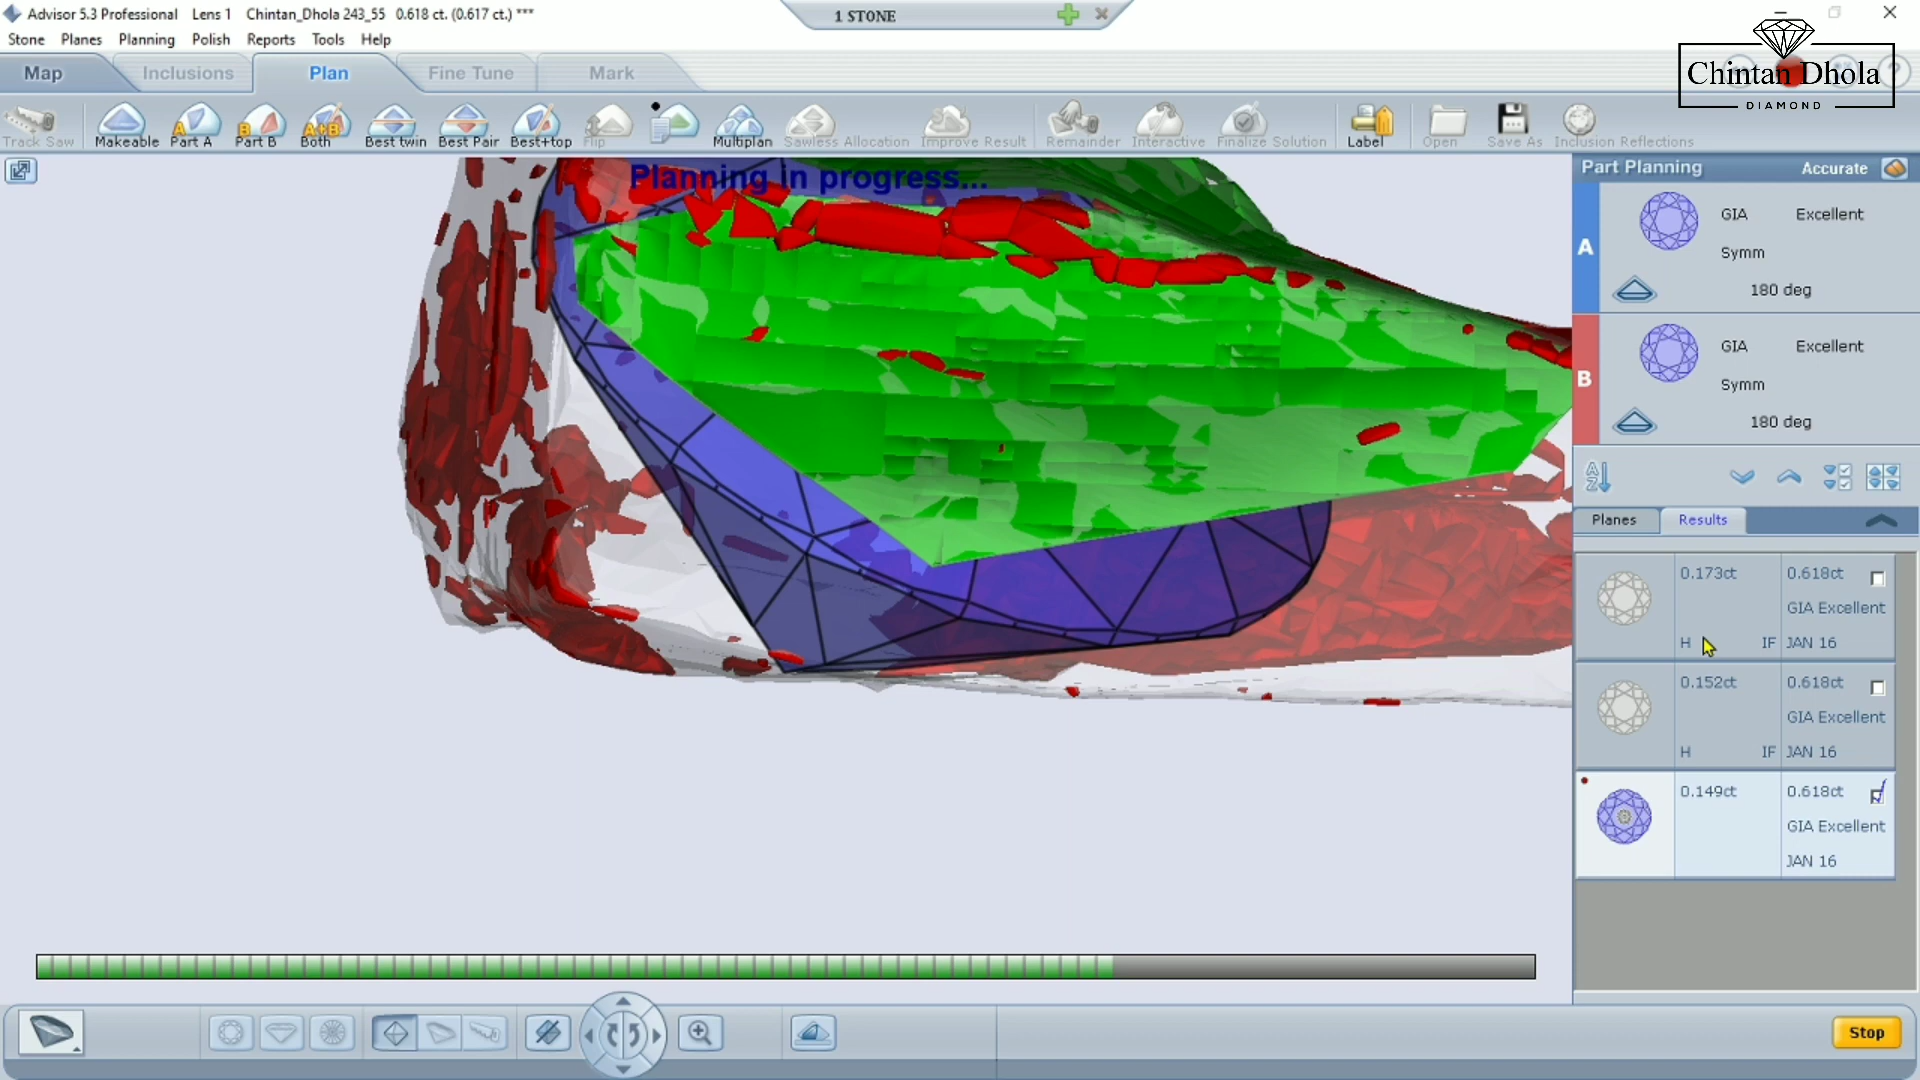 Advisor 5.3 Professional Lens 1 Chintan_Dhola 243_55 0.618 ct. (0.617 ct.) ***
1 STONE
Stone Planes Planning Polish Reports Tools Help
Chintan Dhola
DIAMOND
Map Inclusions Plan Fine Tune Mark
Track Saw Makeable Part A Part B Both Best twin Best Pair Best+top Flip Multiplan Sawless Allocation Improve Result Remainder Interactive Finalize Solution Label Open Save As Inclusion Reflections
Planning in progress...
Part Planning Accurate
A
GIA Excellent
Symm
180 deg
B
GIA Excellent
Symm
180 deg
Planes Results
0.173ct 0.618ct
GIA Excellent
H IF JAN 16
0.152ct 0.618ct
GIA Excellent
H IF JAN 16
0.149ct 0.618ct
GIA Excellent
JAN 16
Stop